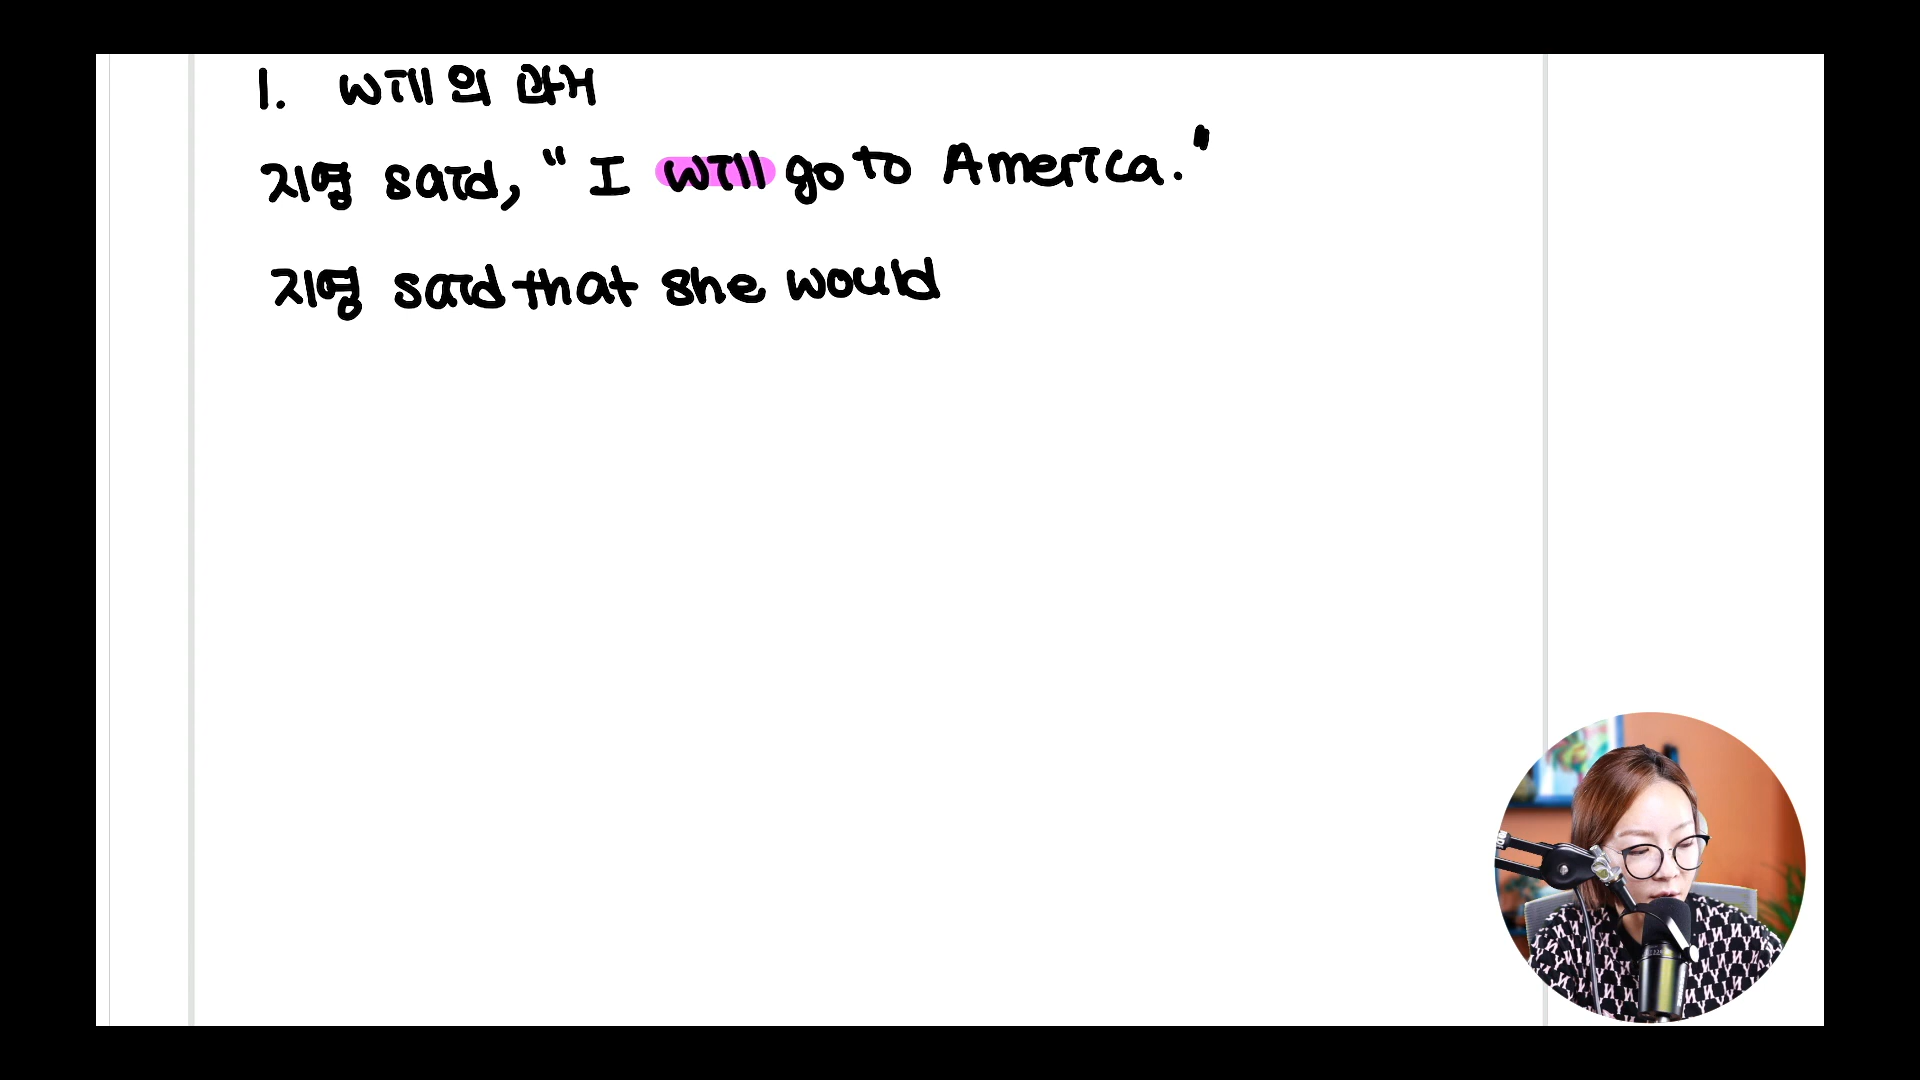 1. will의 과거
지영 said, "I will go to America."
지영 said that she would